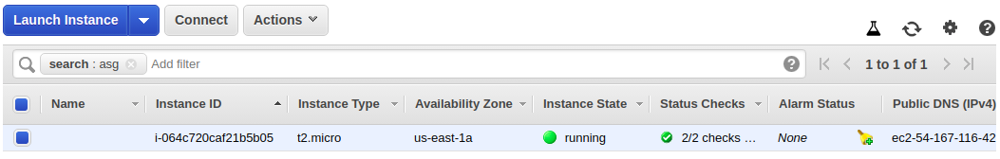 Launch Instance Connect Actions
search : asg Add filter 1 to 1 of 1
Name Instance ID Instance Type Availability Zone Instance State Status Checks Alarm Status Public DNS (IPv4)
i-064c720caf21b5b05 t2.micro us-east-1a running 2/2 checks ... None ec2-54-167-116-42